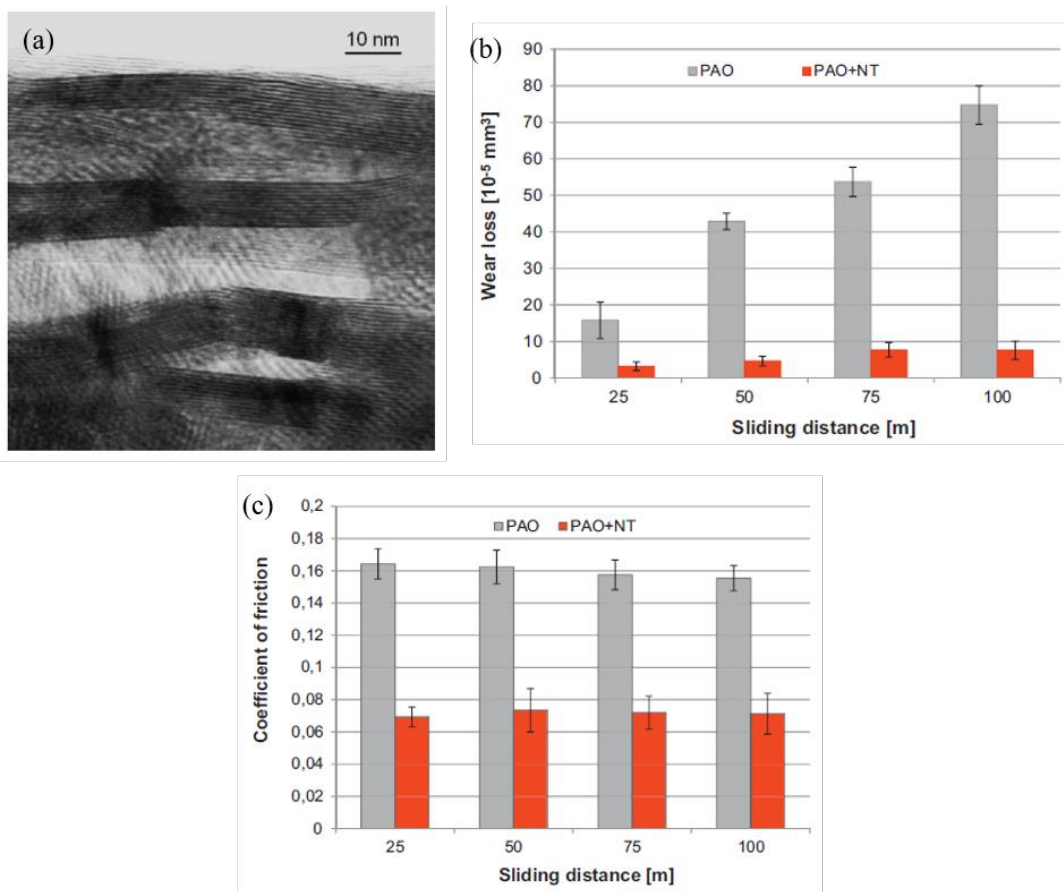 (a)
10 nm
(b)
Wear loss [10⁻⁵ mm³]
90
80
70
60
50
40
30
20
10
0
PAO PAO+NT
25 50 75 100
Sliding distance [m]
(c)
Coefficient of friction
0,2
0,18
0,16
0,14
0,12
0,1
0,08
0,06
0,04
0,02
0
PAO PAO+NT
25 50 75 100
Sliding distance [m]